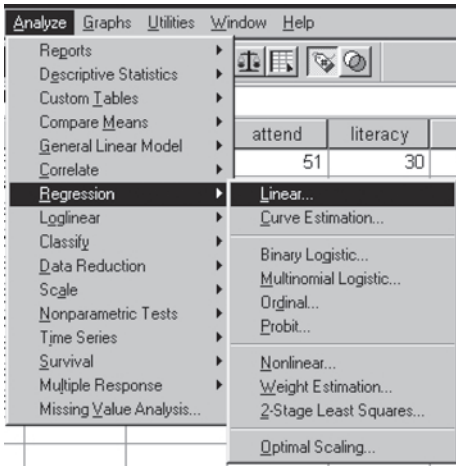 Analyze Graphs Utilities Window Help
Reports
Descriptive Statistics
Custom Tables
Compare Means
General Linear Model
Correlate
Regression
Loglinear
Classify
Data Reduction
Scale
Nonparametric Tests
Time Series
Survival
Multiple Response
Missing Value Analysis...
attend literacy
51 30
Linear...
Curve Estimation...
Binary Logistic...
Multinomial Logistic...
Ordinal...
Probit...
Nonlinear...
Weight Estimation...
2-Stage Least Squares...
Optimal Scaling...